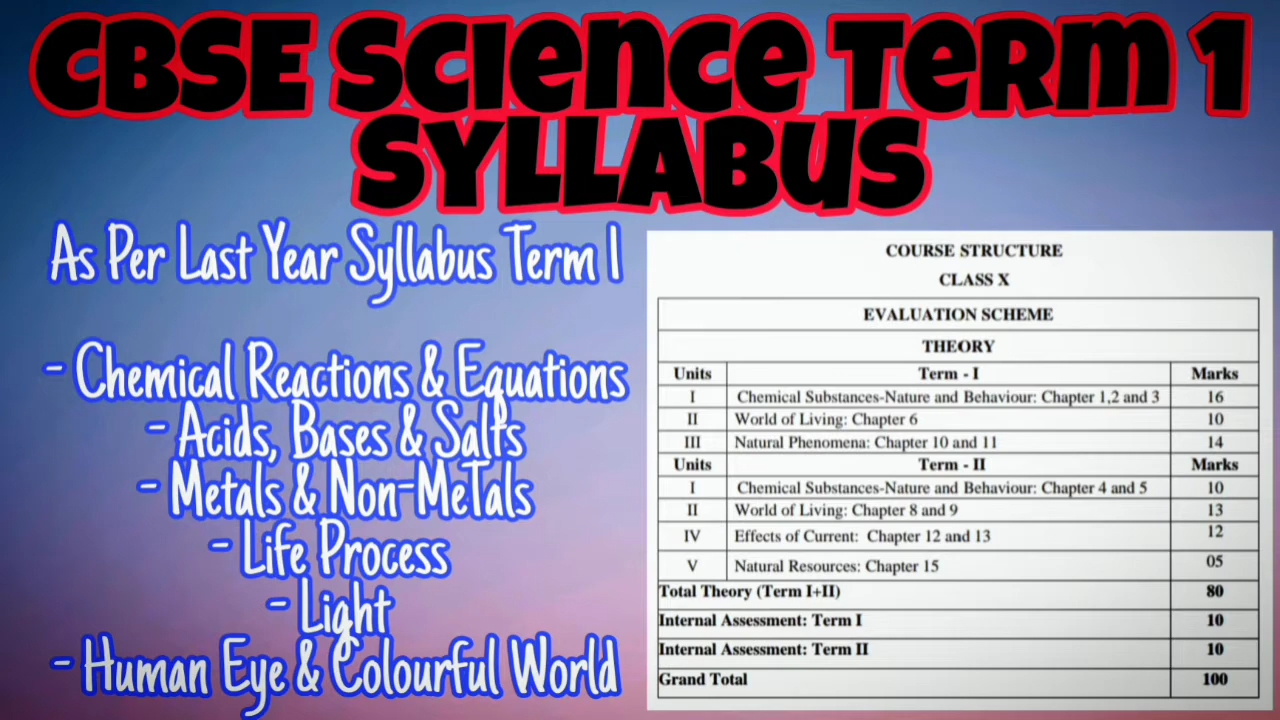 CBSE Science Term 1
Syllabus
As Per Last Year Syllabus Term I
- Chemical Reactions & Equations
- Acids, Bases & Salts
- Metals & Non-Metals
- Life Process
- Light
- Human Eye & Colourful World
COURSE STRUCTURE
CLASS X
EVALUATION SCHEME
THEORY
Units Term - I Marks
I Chemical Substances-Nature and Behaviour: Chapter 1,2 and 3 16
II World of Living: Chapter 6 10
III Natural Phenomena: Chapter 10 and 11 14
Units Term - II Marks
I Chemical Substances-Nature and Behaviour: Chapter 4 and 5 10
II World of Living: Chapter 8 and 9 13
IV Effects of Current: Chapter 12 and 13 12
V Natural Resources: Chapter 15 05
Total Theory (Term I+II) 80
Internal Assessment: Term I 10
Internal Assessment: Term II 10
Grand Total 100